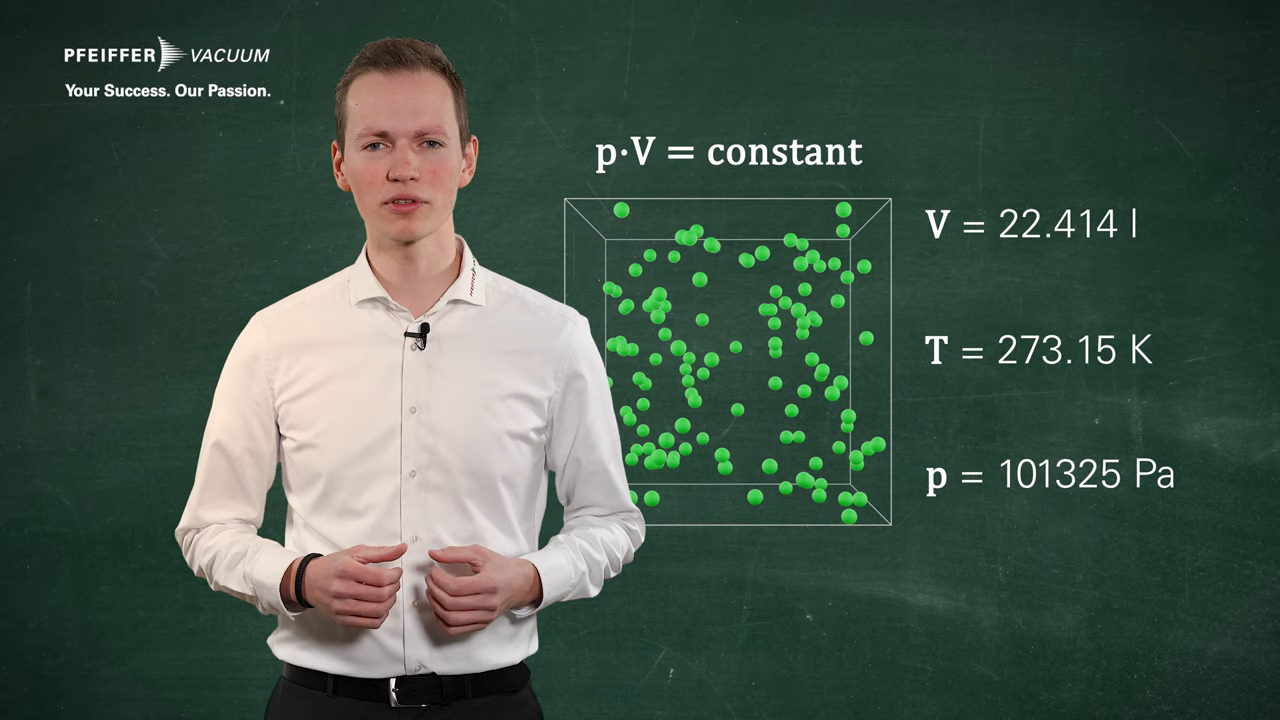 PFEIFFER VACUUM
Your Success. Our Passion.
p·V = constant
V = 22.414 l
T = 273.15 K
p = 101325 Pa